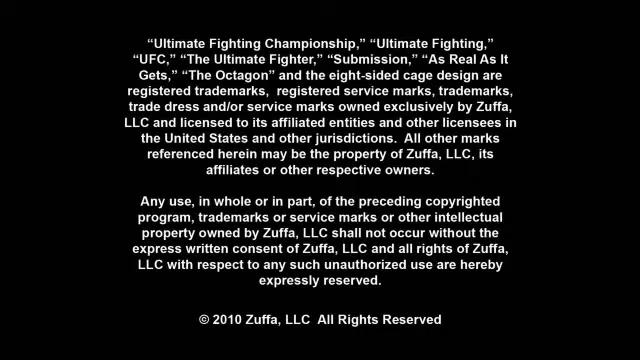 “Ultimate Fighting Championship,” “Ultimate Fighting,”
“UFC,” “The Ultimate Fighter,” “Submission,” “As Real As It
Gets,” “The Octagon” and the eight-sided cage design are
registered trademarks,  registered service marks, trademarks,
trade dress and/or service marks owned exclusively by Zuffa,
LLC and licensed to its affiliated entities and other licensees in
the United States and other jurisdictions.  All other marks
referenced herein may be the property of Zuffa, LLC, its
affiliates or other respective owners.
Any use, in whole or in part, of the preceding copyrighted
program, trademarks or service marks or other intellectual
property owned by Zuffa, LLC shall not occur without the
express written consent of Zuffa, LLC and all rights of Zuffa,
LLC with respect to any such unauthorized use are hereby
expressly reserved.
© 2010 Zuffa, LLC  All Rights Reserved